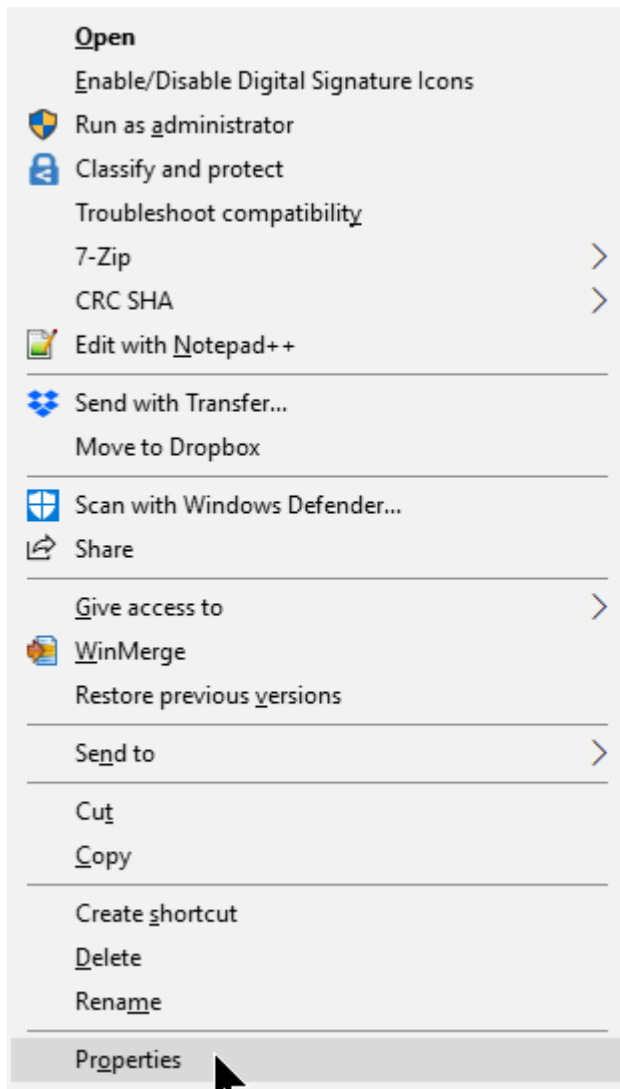 Open
Enable/Disable Digital Signature Icons
Run as administrator
Classify and protect
Troubleshoot compatibility
7-Zip
CRC SHA
Edit with Notepad++
Send with Transfer...
Move to Dropbox
Scan with Windows Defender...
Share
Give access to
WinMerge
Restore previous versions
Send to
Cut
Copy
Create shortcut
Delete
Rename
Properties